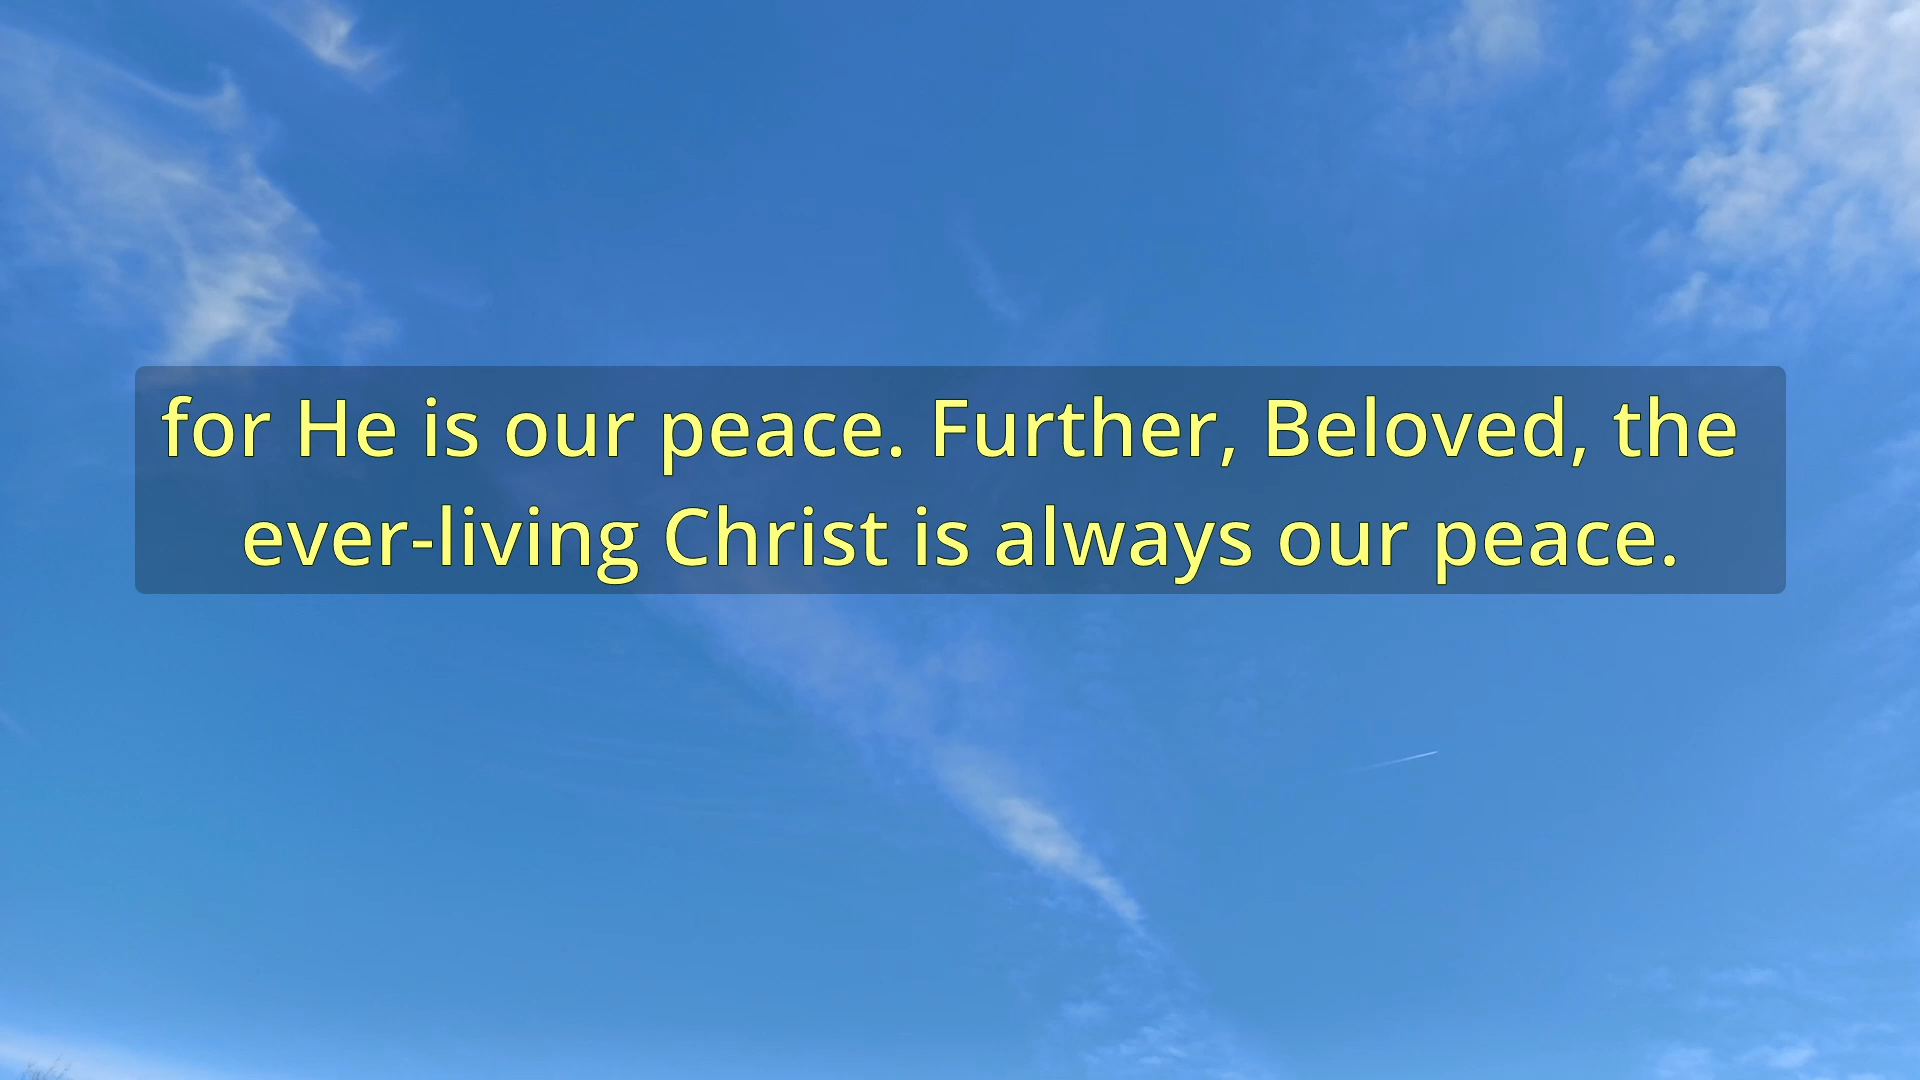 for He is our peace. Further, Beloved, the
ever-living Christ is always our peace.